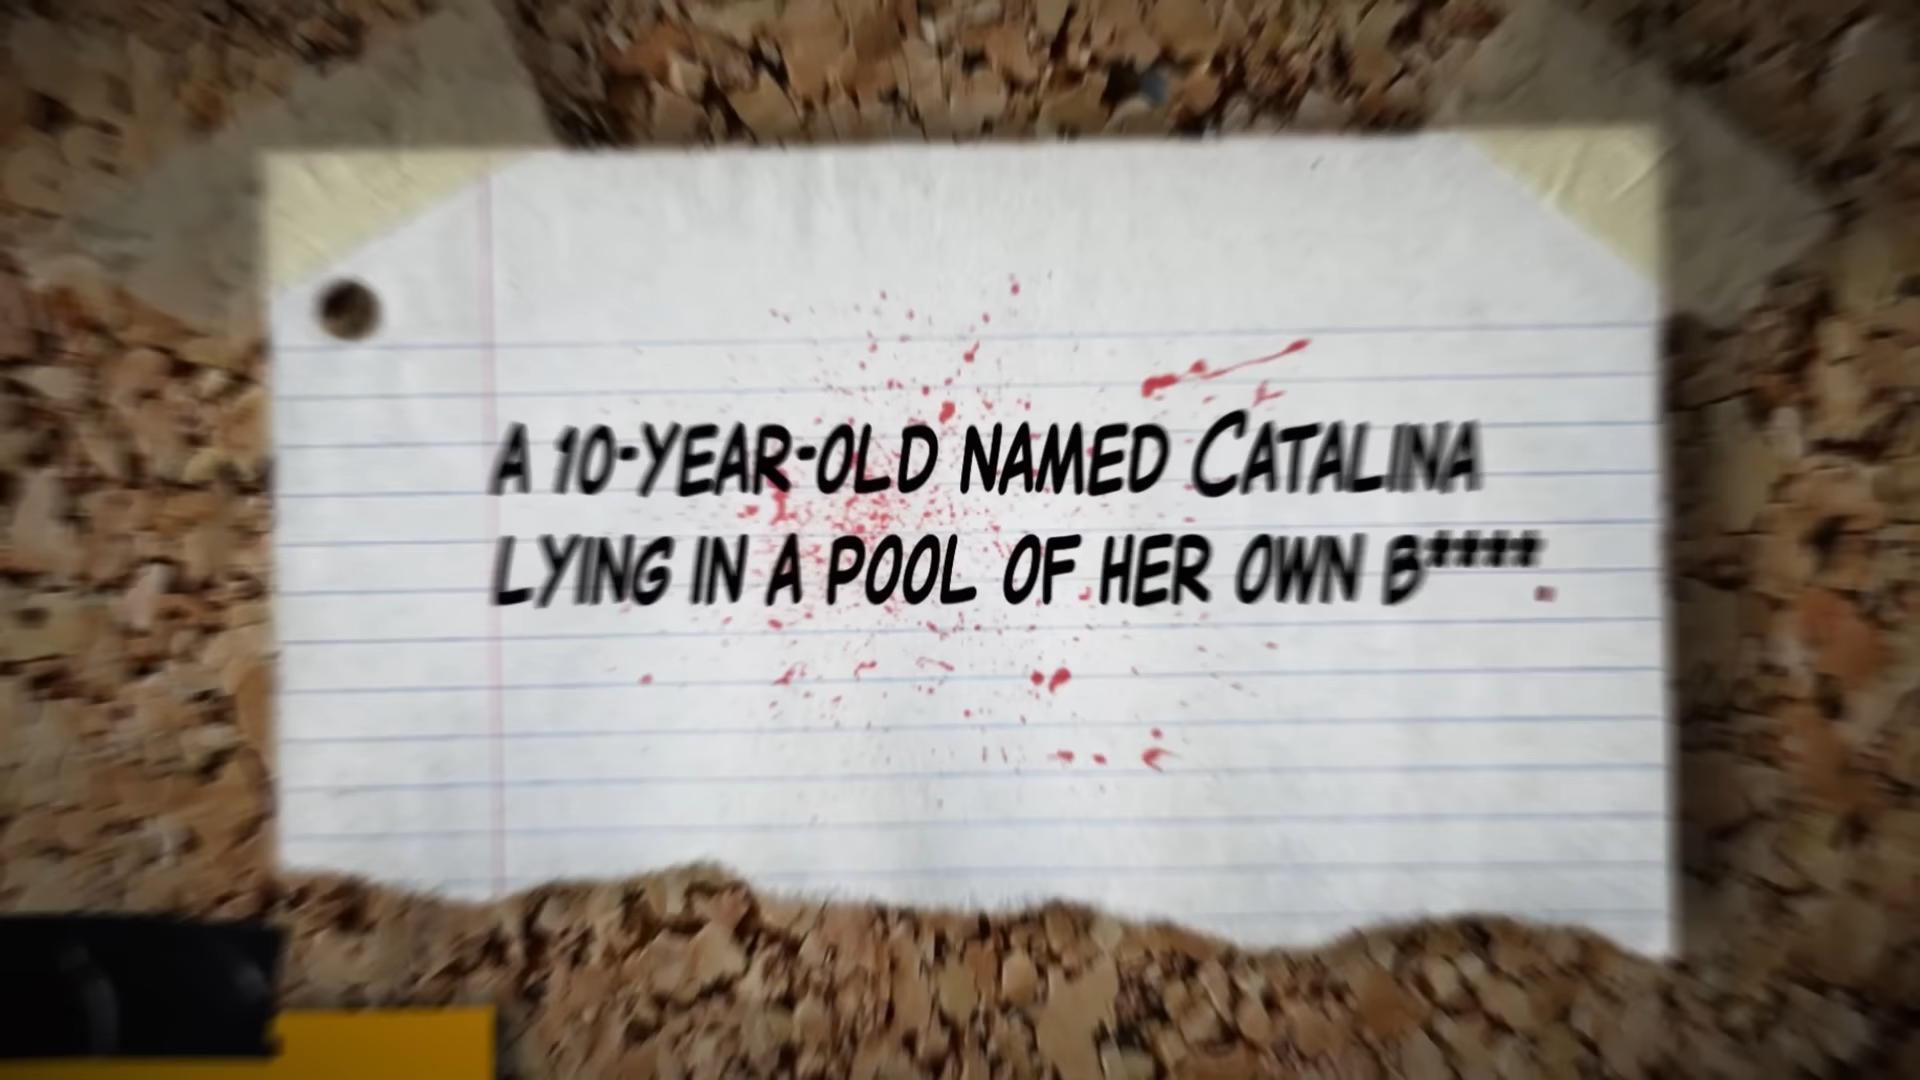 A 10-YEAR-OLD NAMED CATALINA
LYING IN A POOL OF HER OWN B****